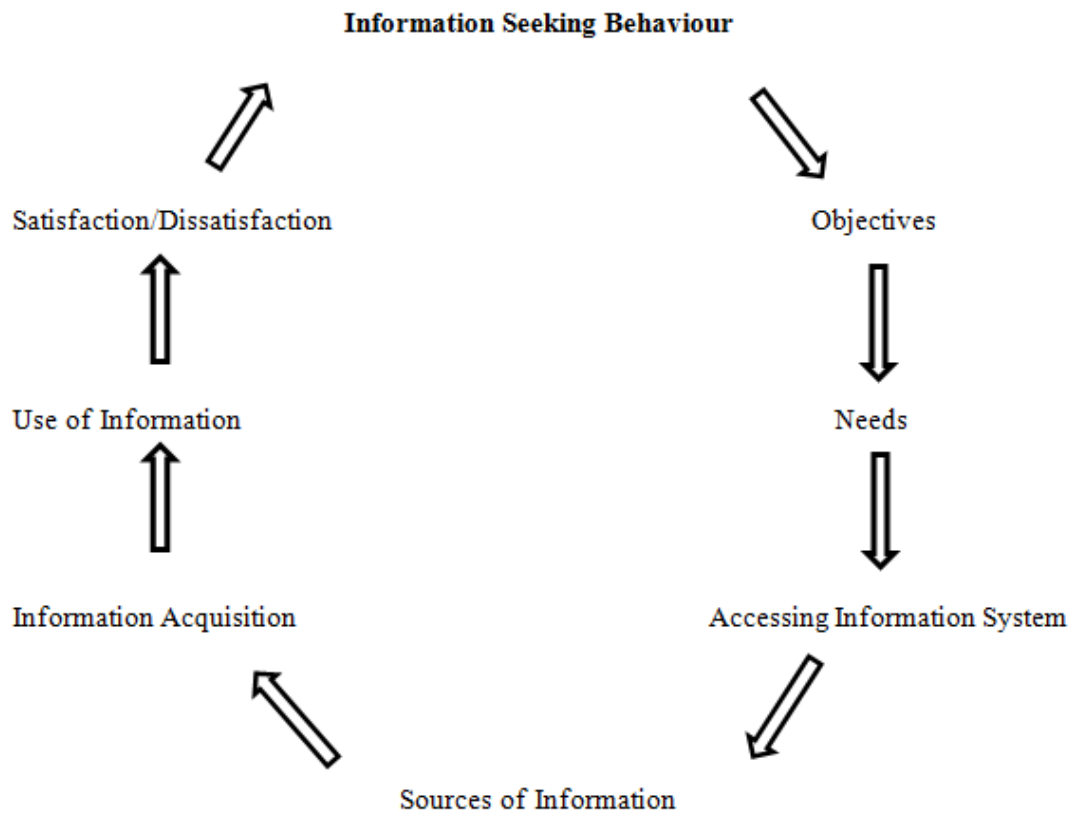 Information Seeking Behaviour
Satisfaction/Dissatisfaction
Objectives
Use of Information
Needs
Information Acquisition
Accessing Information System
Sources of Information